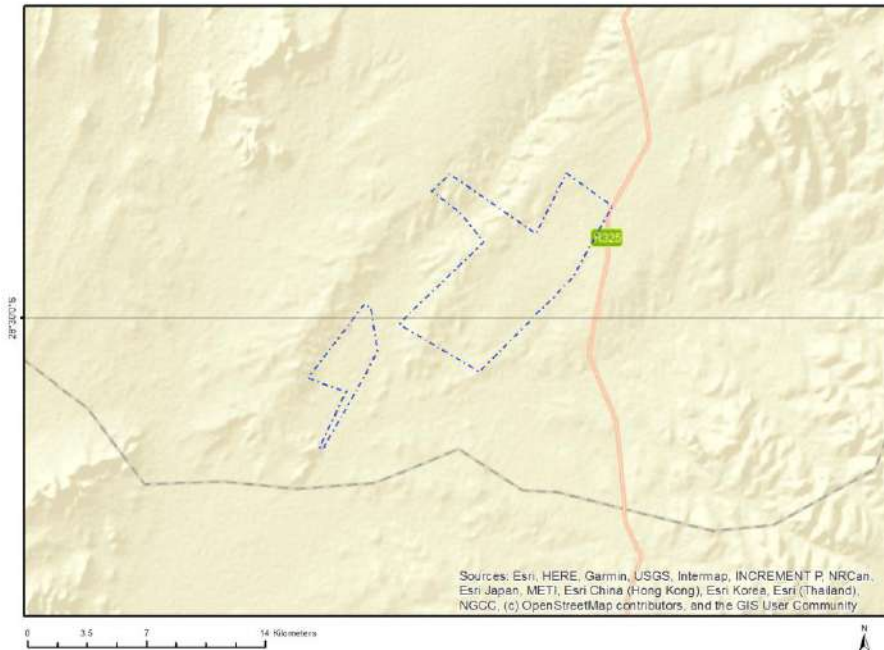 R325
28°30'0"S
Sources: Esri, HERE, Garmin, USGS, Intermap, INCREMENT P, NRCan,
Esri Japan, METI, Esri China (Hong Kong), Esri Korea, Esri (Thailand),
NGCC, (c) OpenStreetMap contributors, and the GIS User Community
0 3.5 7 14 Kilometers
N